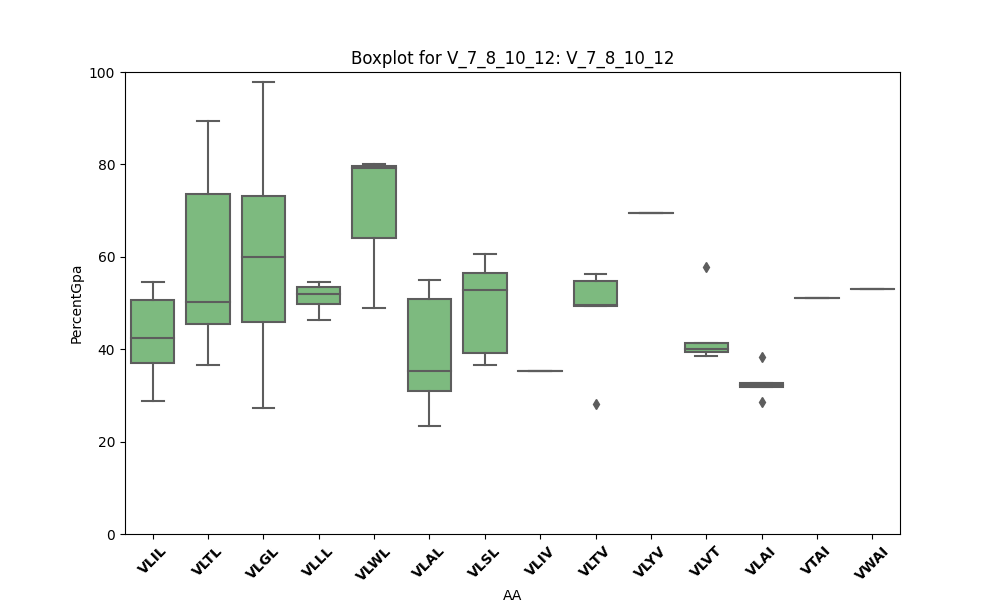 Boxplot for V_7_8_10_12: V_7_8_10_12
100
80
60
40
20
0
PercentGpa
VLIL
VLTL
VLGL
VLLL
VLWL
VLAL
VLSL
VLIV
VLTV
VLYV
VLVT
VLAI
VTAI
VWAI
AA